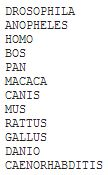 DROSOPHILA
ANOPHELES
HOMO
BOS
PAN
MACACA
CANIS
MUS
RATTUS
GALLUS
DANIO
CAENORHABDITIS